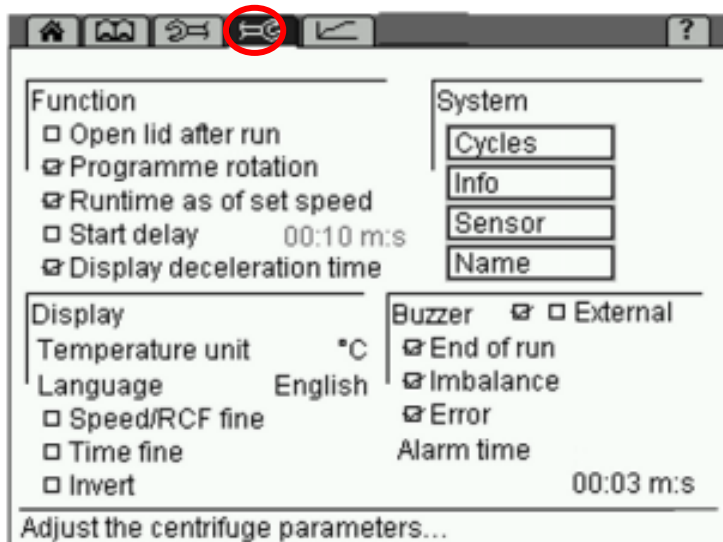 ?
Function
Open lid after run
Programme rotation
Runtime as of set speed
Start delay 00:10 m:s
Display deceleration time
System
Cycles
Info
Sensor
Name
Display
Temperature unit °C
Language English
Speed/RCF fine
Time fine
Invert
Buzzer External
End of run
Imbalance
Error
Alarm time
00:03 m:s
Adjust the centrifuge parameters...